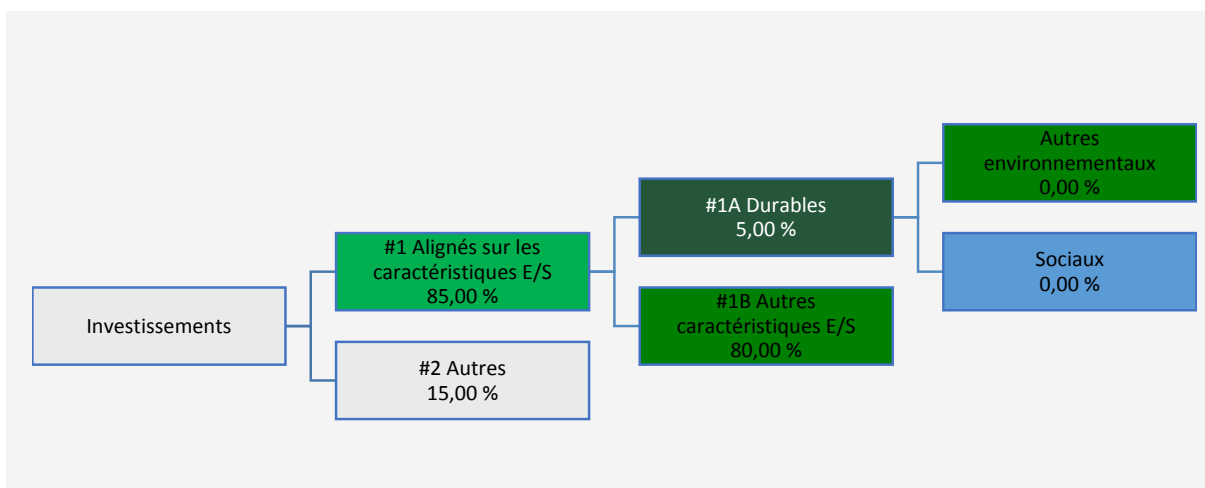 Investissements
#1 Alignés sur les
caractéristiques E/S
85,00 %
#2 Autres
15,00 %
#1A Durables
5,00 %
#1B Autres
caractéristiques E/S
80,00 %
Autres
environnementaux
0,00 %
Sociaux
0,00 %